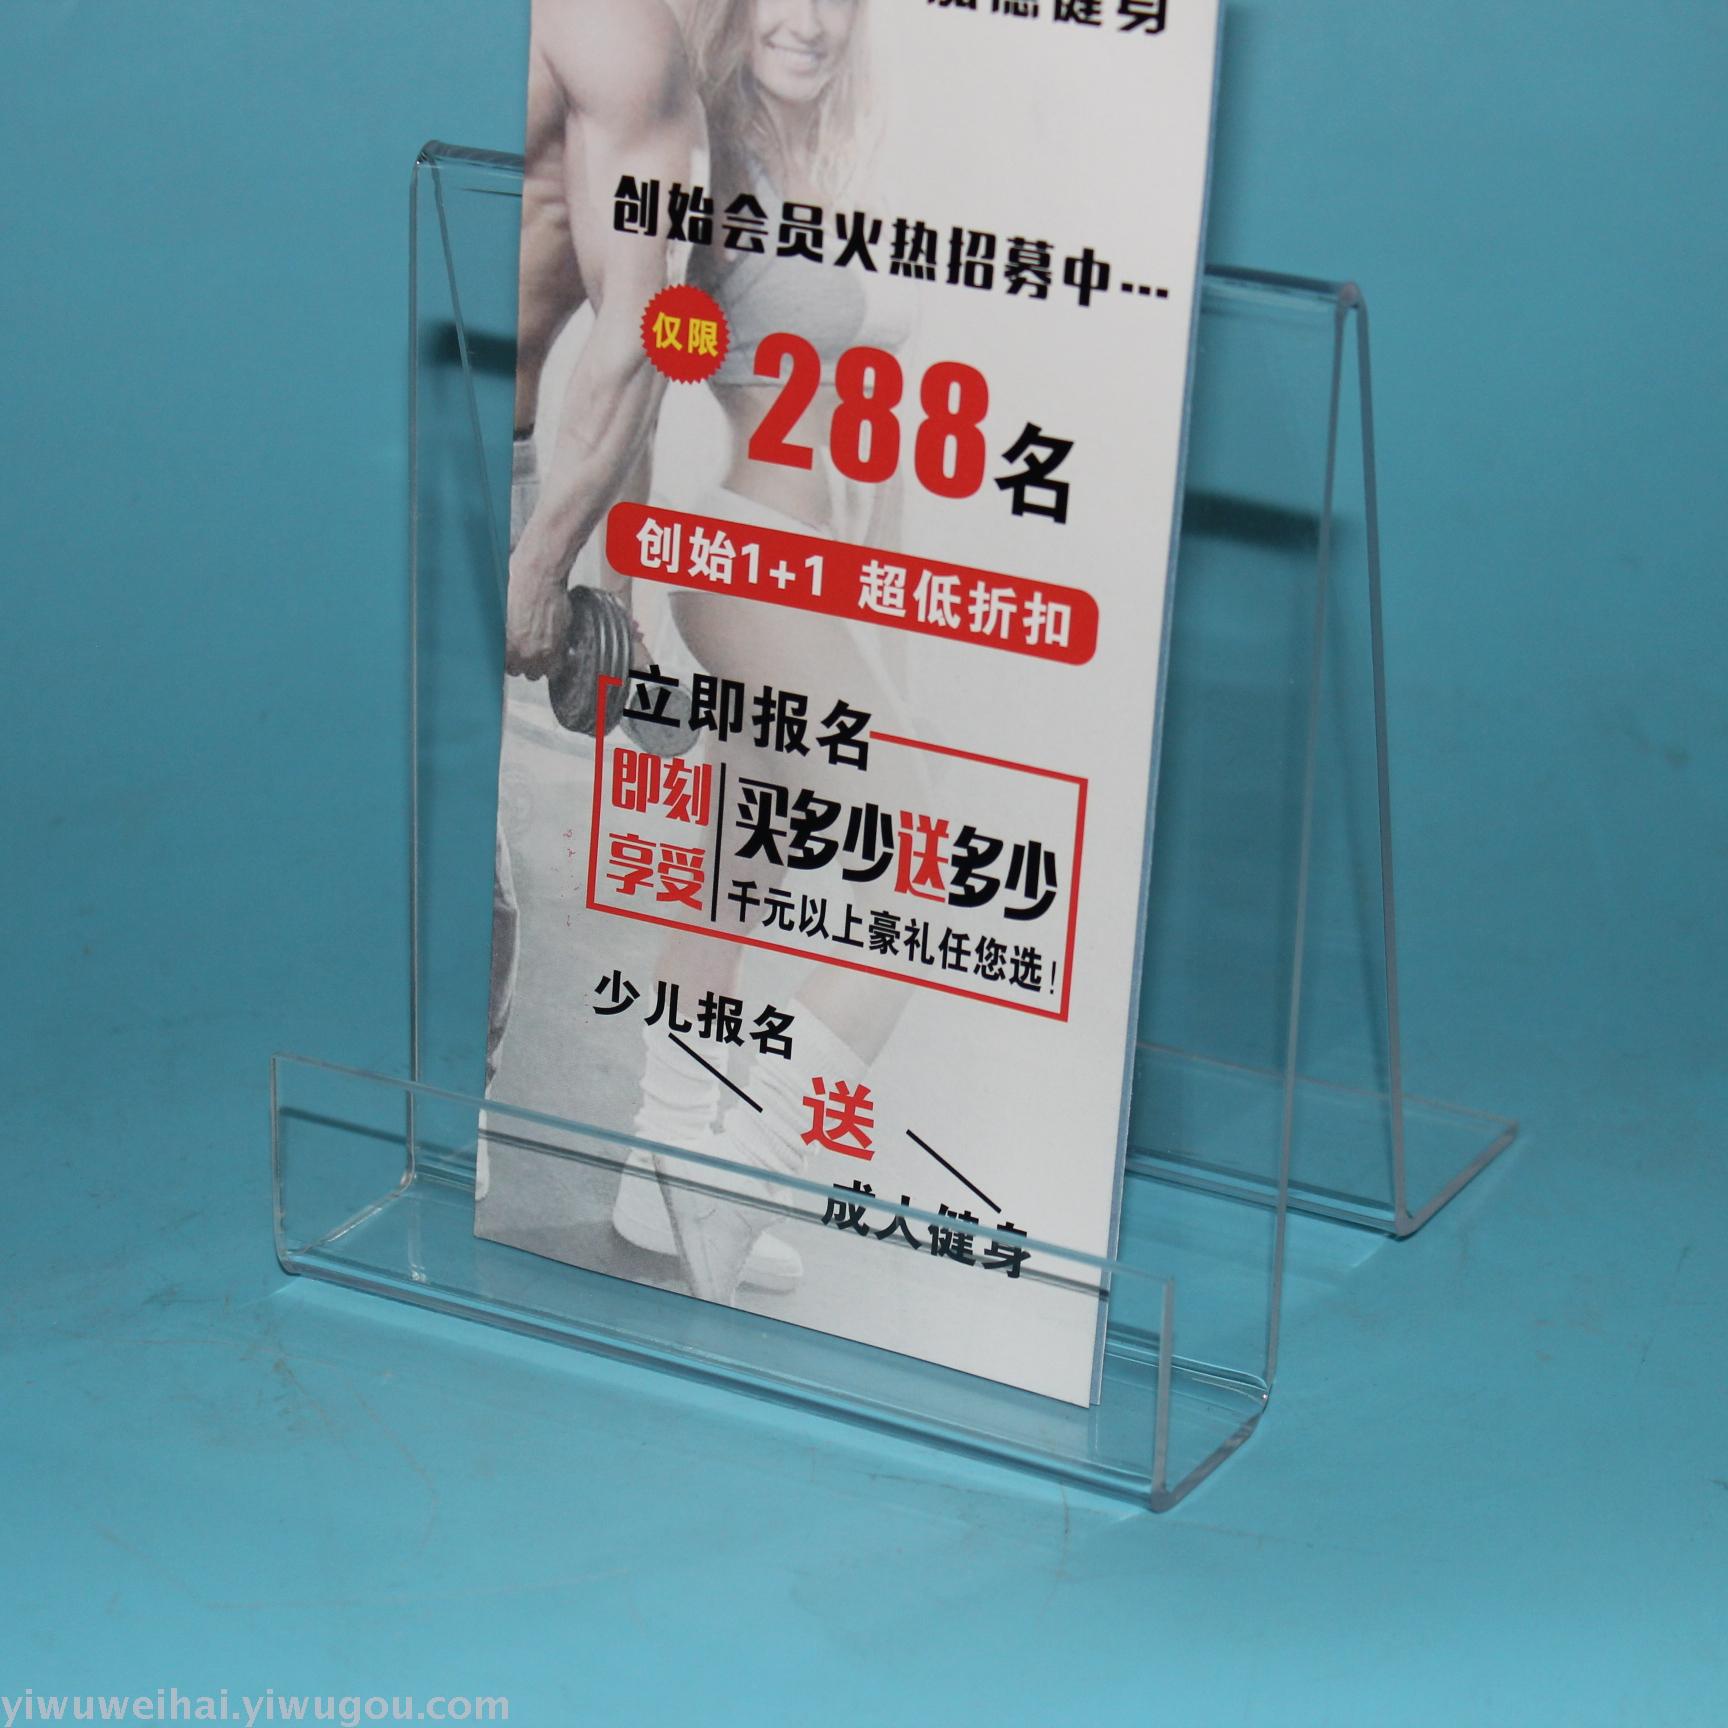 健身
创始会员火热招募中...
仅限
288名
创始1+1 超低折扣
立即报名
即刻
享受
买多少送多少
千元以上豪礼任您选!
少儿报名
送
成人健身
yiwuweihai.yiwugou.com